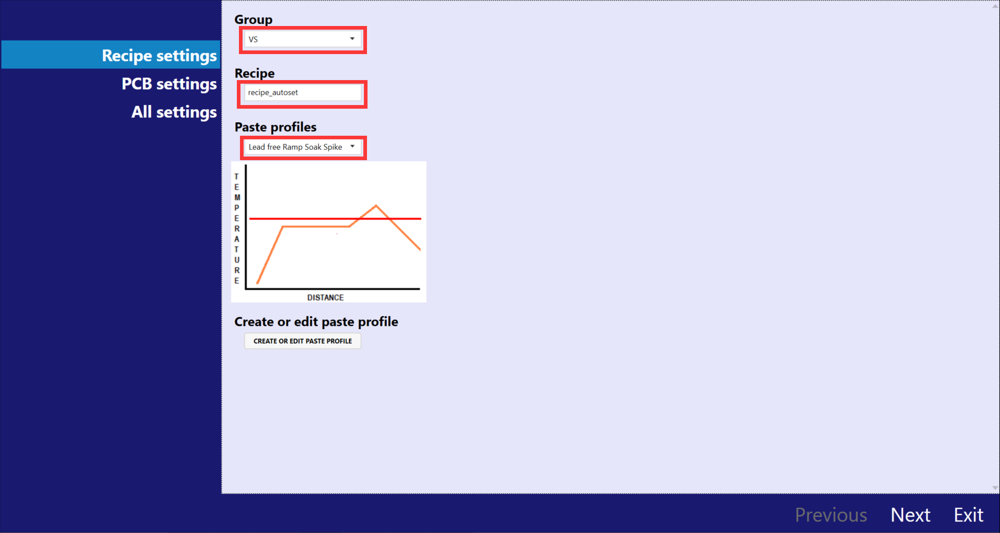 Recipe settings
PCB settings
All settings
Group
VS
Recipe
recipe_autoset
Paste profiles
Lead free Ramp Soak Spike
TEMPERATURE
DISTANCE
Create or edit paste profile
CREATE OR EDIT PASTE PROFILE
Previous Next Exit